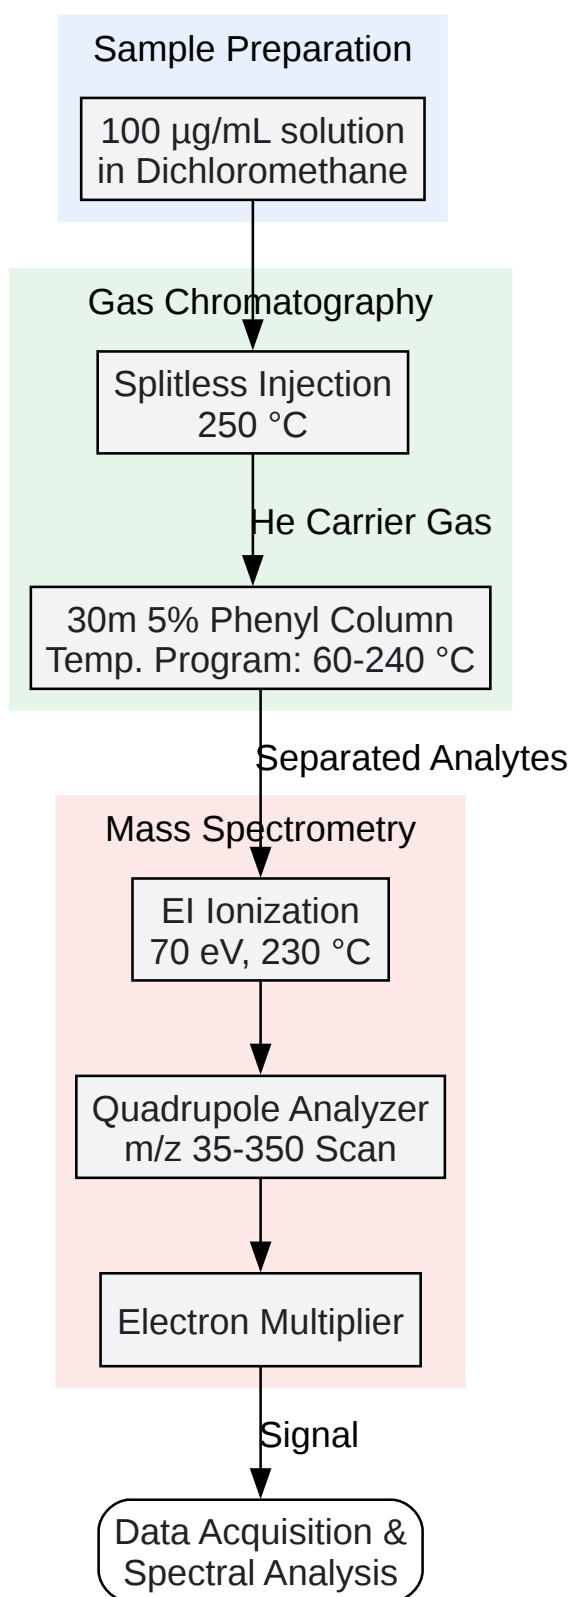 Sample Preparation
100 µg/mL solution
in Dichloromethane
Gas Chromatography
Splitless Injection
250 °C
He Carrier Gas
30m 5% Phenyl Column
Temp. Program: 60-240 °C
Separated Analytes
Mass Spectrometry
EI Ionization
70 eV, 230 °C
Quadrupole Analyzer
m/z 35-350 Scan
Electron Multiplier
Signal
Data Acquisition &
Spectral Analysis